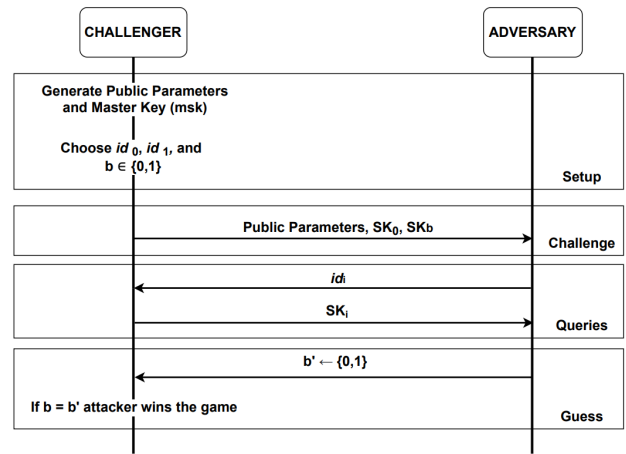 CHALLENGER
ADVERSARY
Generate Public Parameters
and Master Key (msk)
Choose id 0, id 1, and
b ∈ {0,1}
Setup
Public Parameters, SK0, SKb
Challenge
idi
SKi
Queries
b' ← {0,1}
If b = b' attacker wins the game
Guess